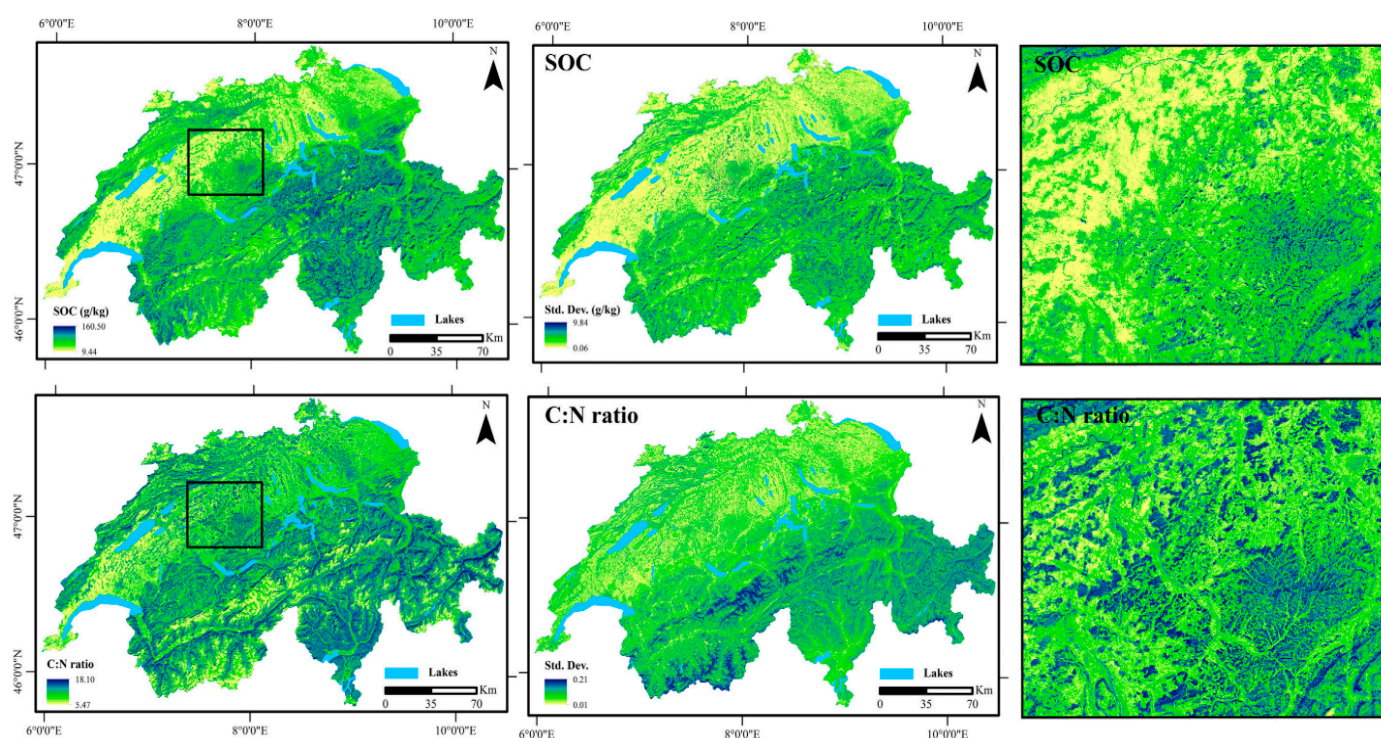 6°0'0"E 8°0'0"E 10°0'0"E
6°0'0"E 8°0'0"E 10°0'0"E
N
47°0'0"N
46°0'0"N
SOC (g/kg)
160.50
9.44
Lakes
Km
0 35 70
SOC
N
Std. Dev. (g/kg)
9.84
0.06
Lakes
Km
0 35 70
SOC
N
47°0'0"N
46°0'0"N
C:N ratio
18.10
5.47
Lakes
Km
0 35 70
C:N ratio
N
Std. Dev.
0.21
0.01
Lakes
Km
0 35 70
C:N ratio
6°0'0"E 8°0'0"E 10°0'0"E
6°0'0"E 8°0'0"E 10°0'0"E